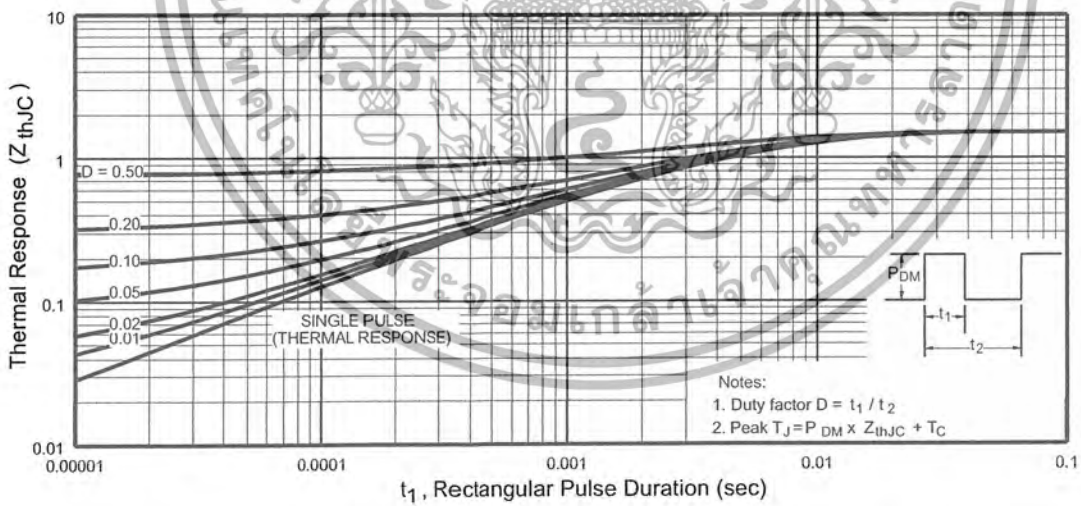 10
1
0.1
0.01
Thermal Response (Z thJC)
D = 0.50
0.20
0.10
0.05
0.02
0.01
SINGLE PULSE
(THERMAL RESPONSE)
PDM
t1
t2
Notes:
1. Duty factor D = t1 / t2
2. Peak TJ = P DM x ZthJC + TC
0.00001
0.0001
0.001
0.01
0.1
t1, Rectangular Pulse Duration (sec)